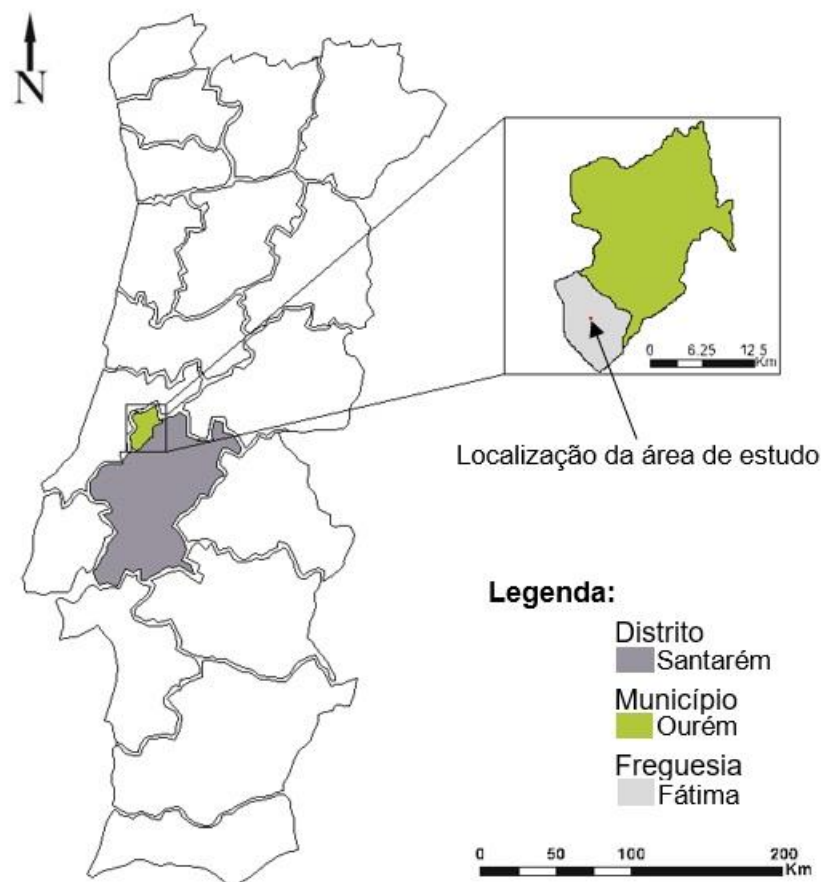 N
0 6.25 12.5
Km
Localização da área de estudo
Legenda:
Distrito
Santarém
Município
Ourém
Freguesia
Fátima
0 50 100 200
Km